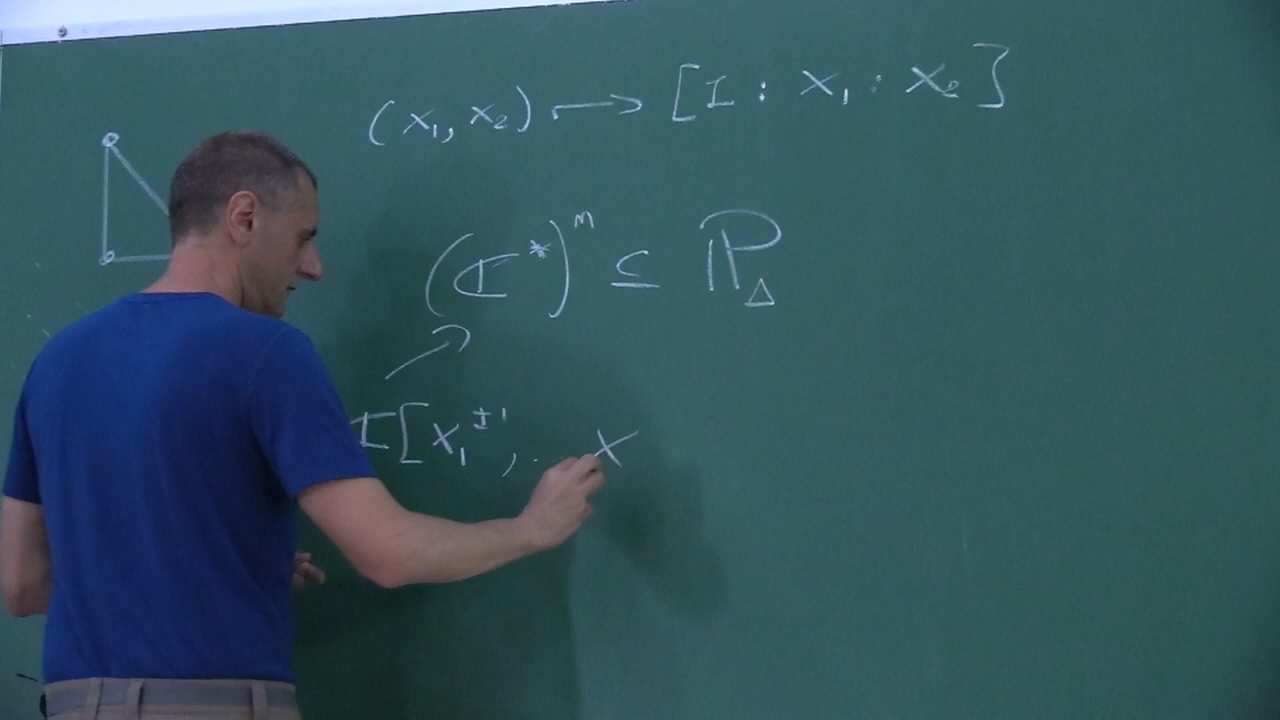 (x₁, x₂) ⟼ [1 : x₁ : x₂]
(ℂ*)ᵐ ⊆ ℙ_Δ
ℂ[x₁^±¹, … x